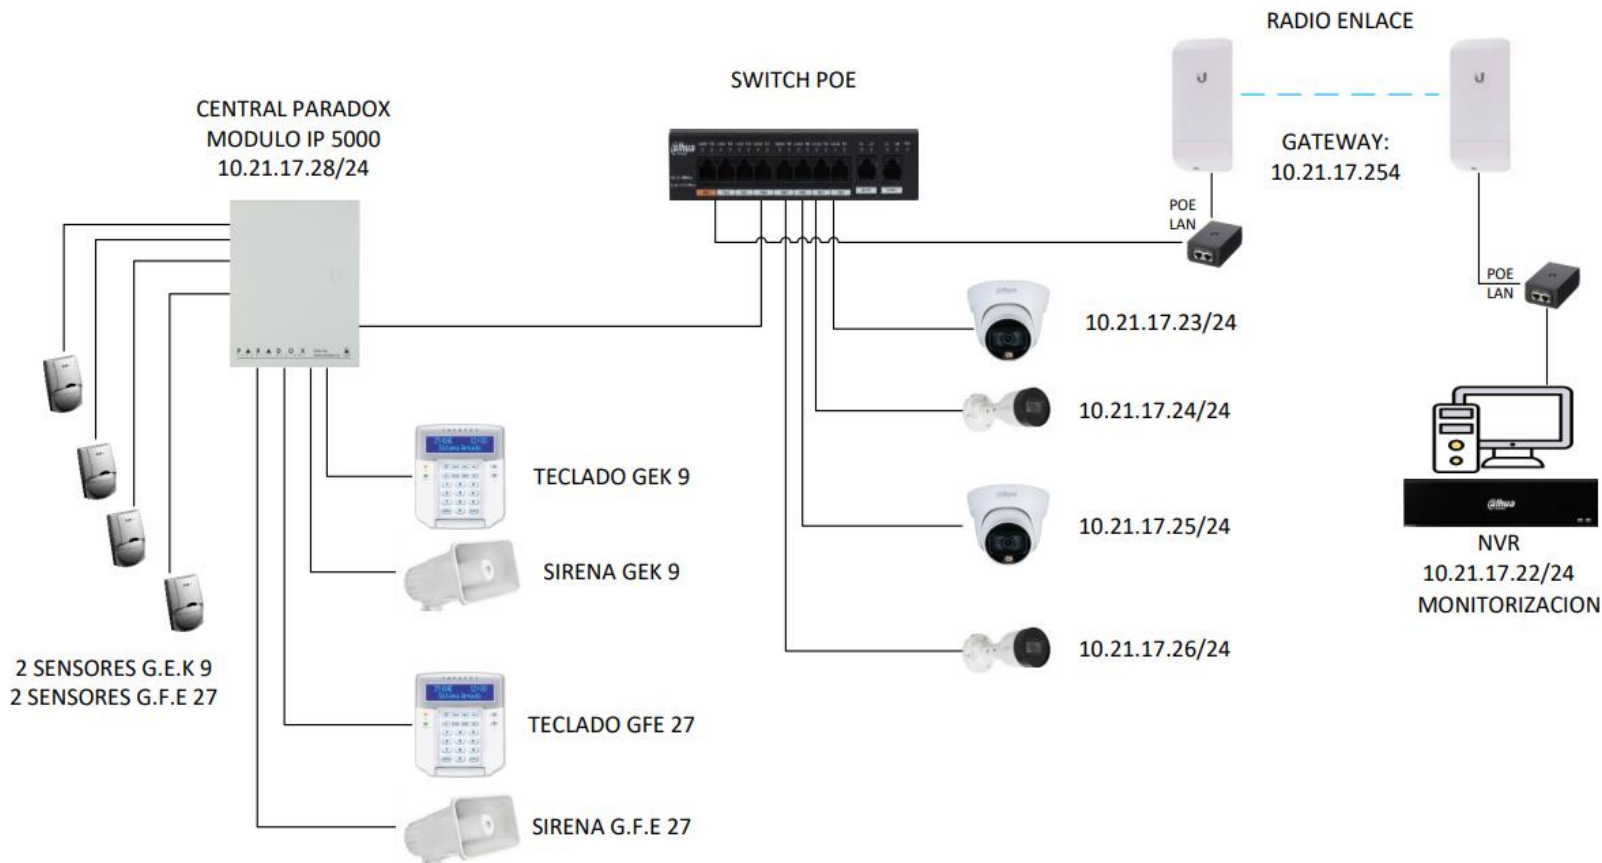 RADIO ENLACE
SWITCH POE
CENTRAL PARADOX
MODULO IP 5000
10.21.17.28/24
GATEWAY:
10.21.17.254
alhua
POE
LAN
POE
LAN
PARADOX
10.21.17.23/24
10.21.17.24/24
10.21.17.25/24
10.21.17.26/24
TECLADO GEK 9
SIRENA GEK 9
2 SENSORES G.E.K 9
2 SENSORES G.F.E 27
TECLADO GFE 27
SIRENA G.F.E 27
alhua
NVR
10.21.17.22/24
MONITORIZACION